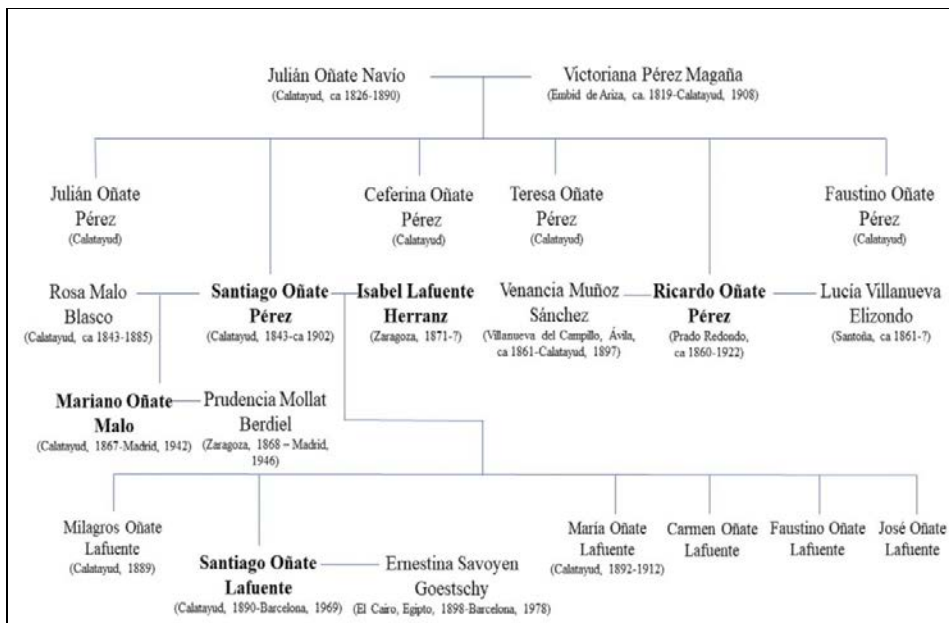 Julián Oñate Navío
(Calatayud, ca 1826-1890)
Victoriana Pérez Magaña
(Embid de Ariza, ca. 1819-Calatayud, 1908)
Julián Oñate
Pérez
(Calatayud)
Ceferina Oñate
Pérez
(Calatayud)
Teresa Oñate
Pérez
(Calatayud)
Faustino Oñate
Pérez
(Calatayud)
Rosa Malo
Blasco
(Calatayud, ca 1843-1885)
Santiago Oñate
Pérez
(Calatayud, 1843-ca 1902)
Isabel Lafuente
Herranz
(Zaragoza, 1871-?)
Venancia Muñoz
Sánchez
(Villanueva del Campillo, Ávila,
ca 1861-Calatayud, 1897)
Ricardo Oñate
Pérez
(Prado Redondo,
ca 1860-1922)
Lucía Villanueva
Elizondo
(Santoña, ca 1861-?)
Mariano Oñate
Malo
(Calatayud, 1867-Madrid, 1942)
Prudencia Mollat
Berdiel
(Zaragoza, 1868 – Madrid,
1946)
Milagros Oñate
Lafuente
(Calatayud, 1889)
Santiago Oñate
Lafuente
(Calatayud, 1890-Barcelona, 1969)
Ernestina Savoyen
Goestschy
(El Cairo, Egipto, 1898-Barcelona, 1978)
María Oñate
Lafuente
(Calatayud, 1892-1912)
Carmen Oñate
Lafuente
Faustino Oñate
Lafuente
José Oñate
Lafuente